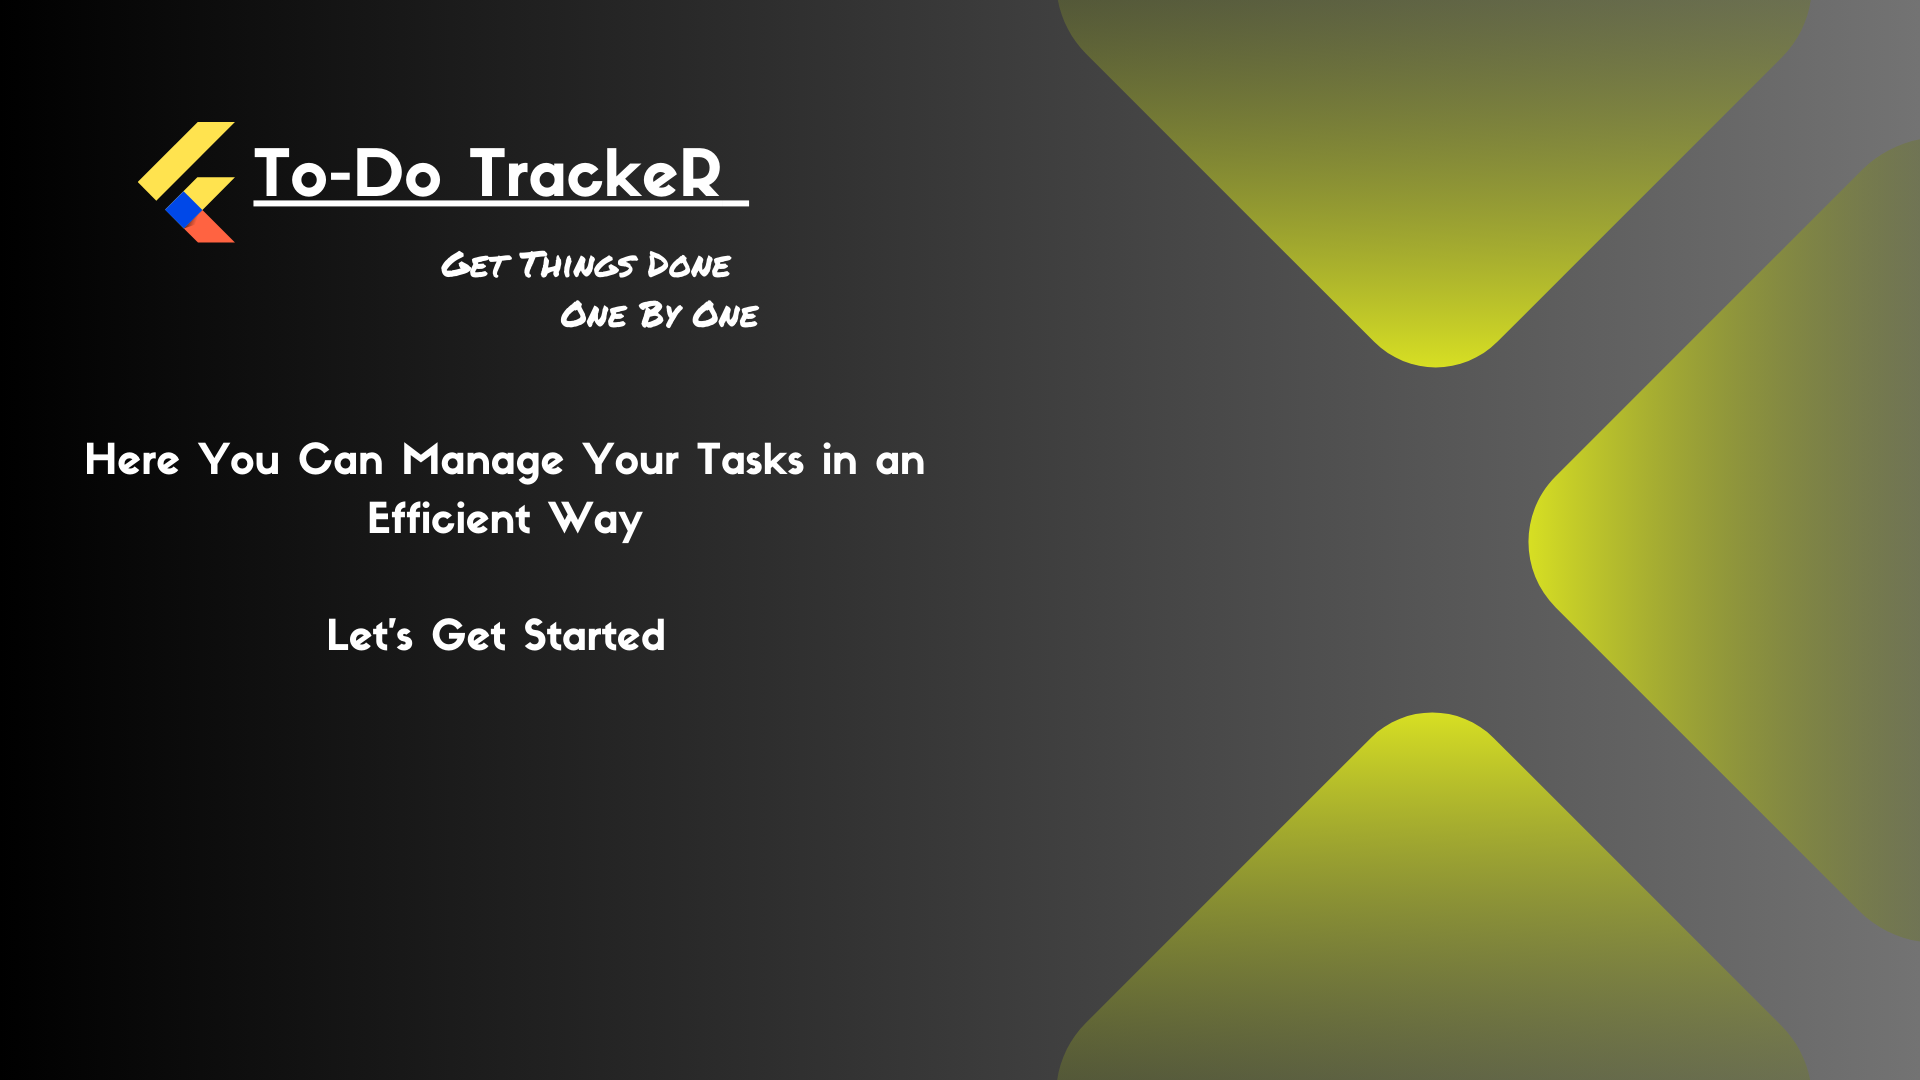 To-Do TrackeR
Get Things Done
One By One
Here You Can Manage Your Tasks in an
Efficient Way
Let's Get Started